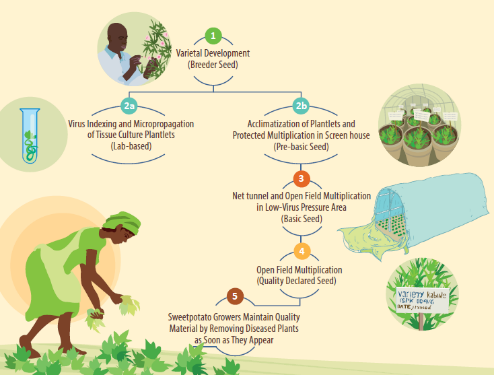 1
Varietal Development
(Breeder Seed)
2a
Virus Indexing and Micropropagation
of Tissue Culture Plantlets
(Lab-based)
2b
Acclimatization of Plantlets and
Protected Multiplication in Screen house
(Pre-basic Seed)
3
Net tunnel and Open Field Multiplication
in Low-Virus Pressure Area
(Basic Seed)
4
Open Field Multiplication
(Quality Declared Seed)
VARIETY Kabode
5
Sweetpotato Growers Maintain Quality
Material by Removing Diseased Plants
as Soon as They Appear